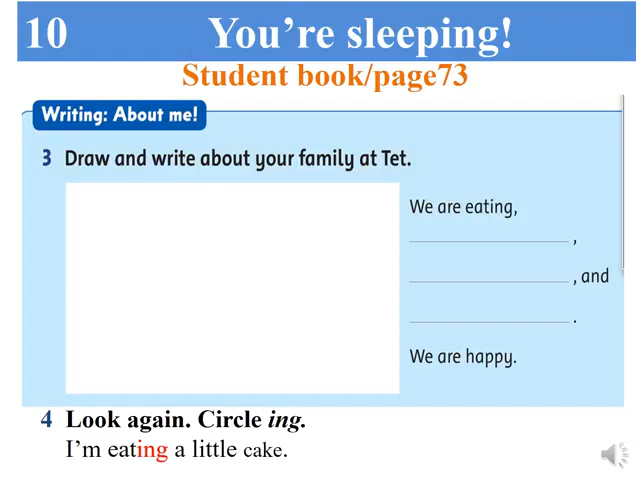 10 You're sleeping!
Student book/page73
Writing: About me!
3 Draw and write about your family at Tet.
We are eating,
,
, and
.
We are happy.
4 Look again. Circle ing.
I'm eating a little cake.